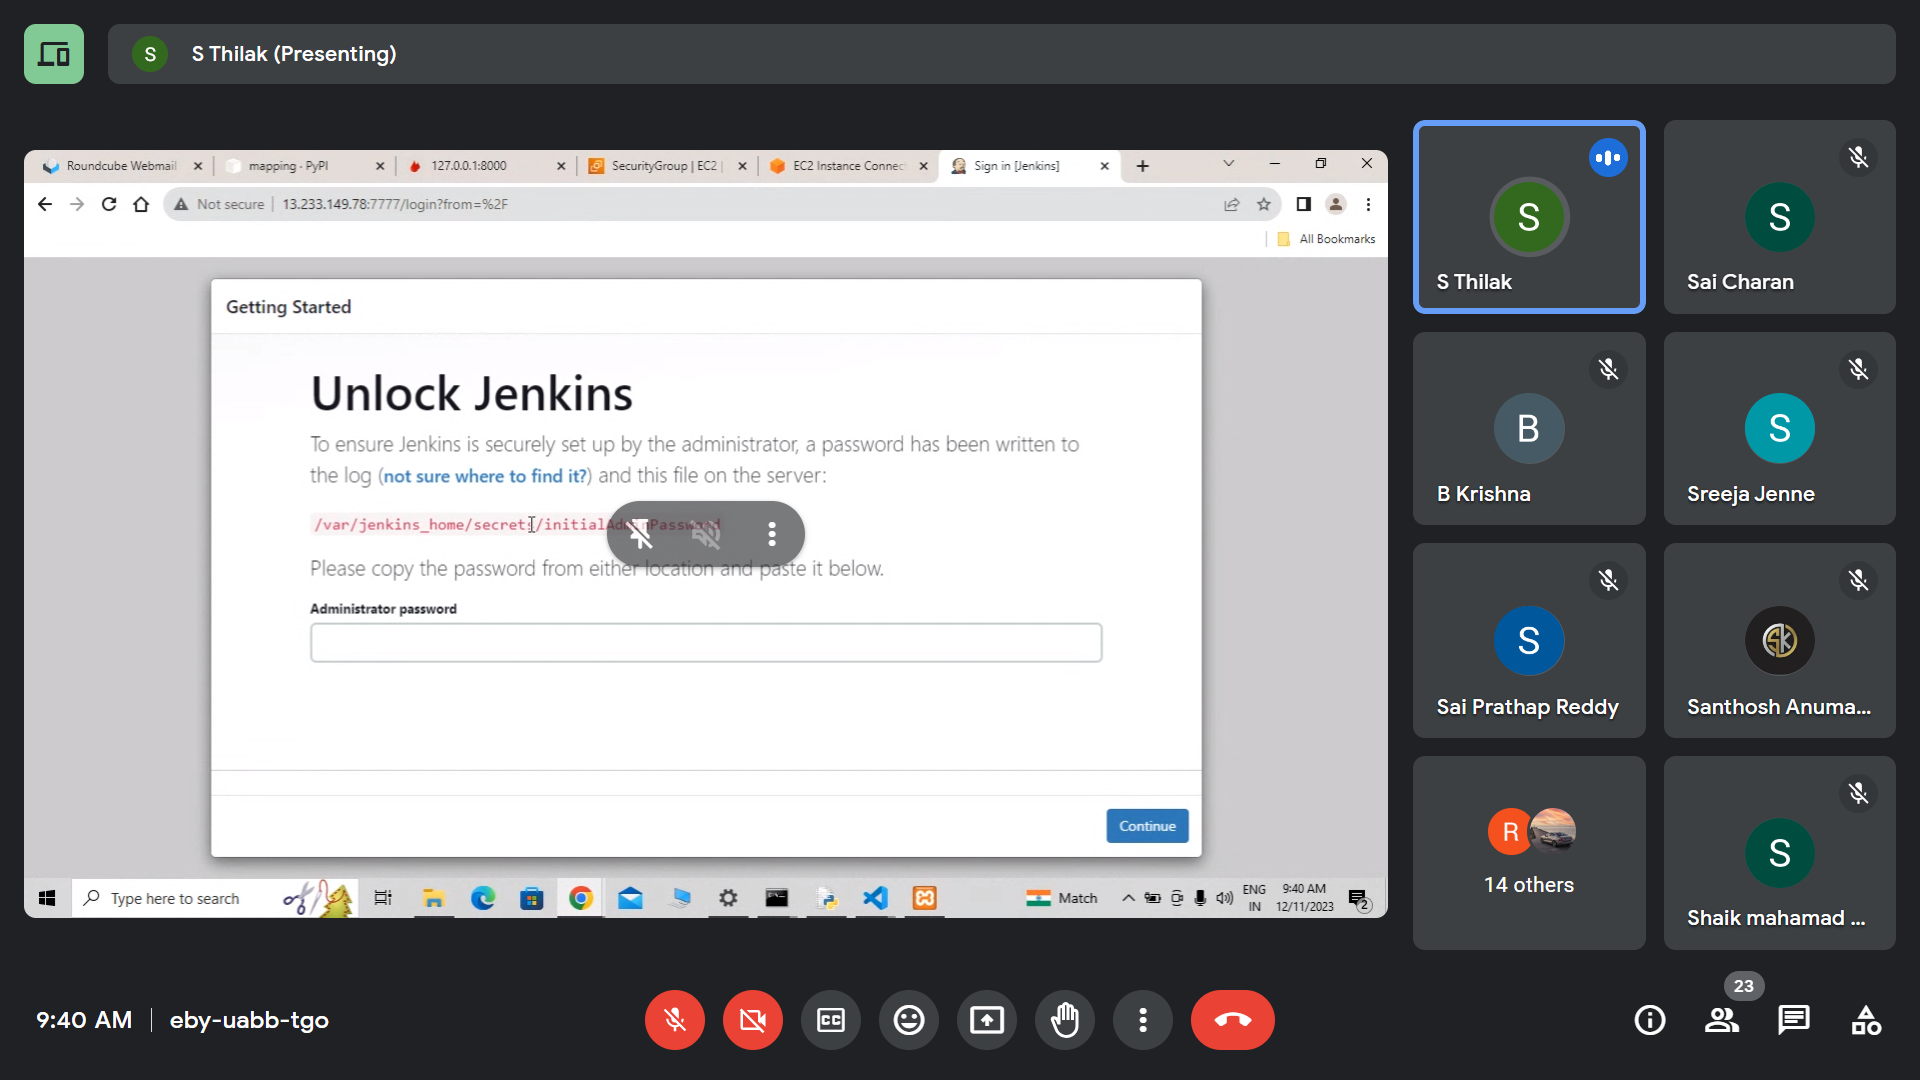 S
S Thilak (Presenting)
Roundcube Webmail
mapping · PyPI
127.0.0.1:8000
SecurityGroup | EC2 |
EC2 Instance Connec
Sign in [Jenkins]
Not secure
13.233.149.78:7777/login?from=%2F
All Bookmarks
Getting Started
Unlock Jenkins
To ensure Jenkins is securely set up by the administrator, a password has been written to
the log (not sure where to find it?) and this file on the server:
/var/jenkins_home/secrets/initialAdminPassword
Please copy the password from either location and paste it below.
Administrator password
Continue
Type here to search
Match
ENG
IN
9:40 AM
12/11/2023
2
S
S Thilak
S
Sai Charan
B
B Krishna
S
Sreeja Jenne
S
Sai Prathap Reddy
SK
Santhosh Anuma...
R
14 others
S
Shaik mahamad ...
9:40 AM
eby-uabb-tgo
CC
23